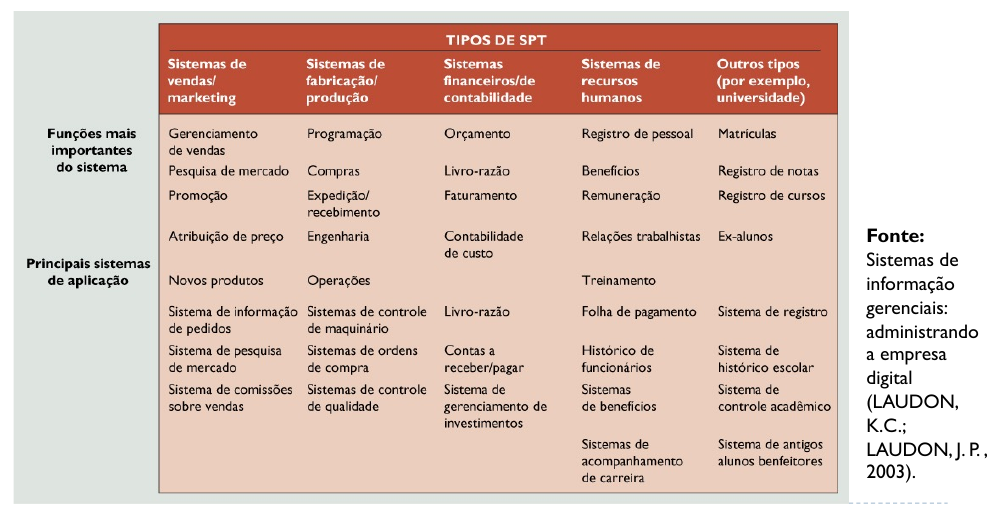 TIPOS DE SPT
Sistemas de
vendas/
marketing
Sistemas de
fabricação/
produção
Sistemas
financeiros/de
contabilidade
Sistemas de
recursos
humanos
Outros tipos
(por exemplo,
universidade)
Funções mais
importantes
do sistema
Gerenciamento
de vendas
Programação
Orçamento
Registro de pessoal
Matrículas
Pesquisa de mercado
Compras
Livro-razão
Benefícios
Registro de notas
Promoção
Expedição/
recebimento
Faturamento
Remuneração
Registro de cursos
Atribuição de preço
Engenharia
Contabilidade
de custo
Relações trabalhistas
Ex-alunos
Principais sistemas
de aplicação
Novos produtos
Operações
Treinamento
Sistema de informação
de pedidos
Sistemas de controle
de maquinário
Livro-razão
Folha de pagamento
Sistema de registro
Sistema de pesquisa
de mercado
Sistemas de ordens
de compra
Contas a
receber/pagar
Histórico de
funcionários
Sistema de
histórico escolar
Sistema de comissões
sobre vendas
Sistemas de controle
de qualidade
Sistema de
gerenciamento de
investimentos
Sistemas
de benefícios
Sistema de
controle acadêmico
Sistemas de
acompanhamento
de carreira
Sistema de antigos
alunos benfeitores
Fonte:
Sistemas de
informação
gerenciais:
administrando
a empresa
digital
(LAUDON,
K.C.;
LAUDON, J. P. ,
2003).